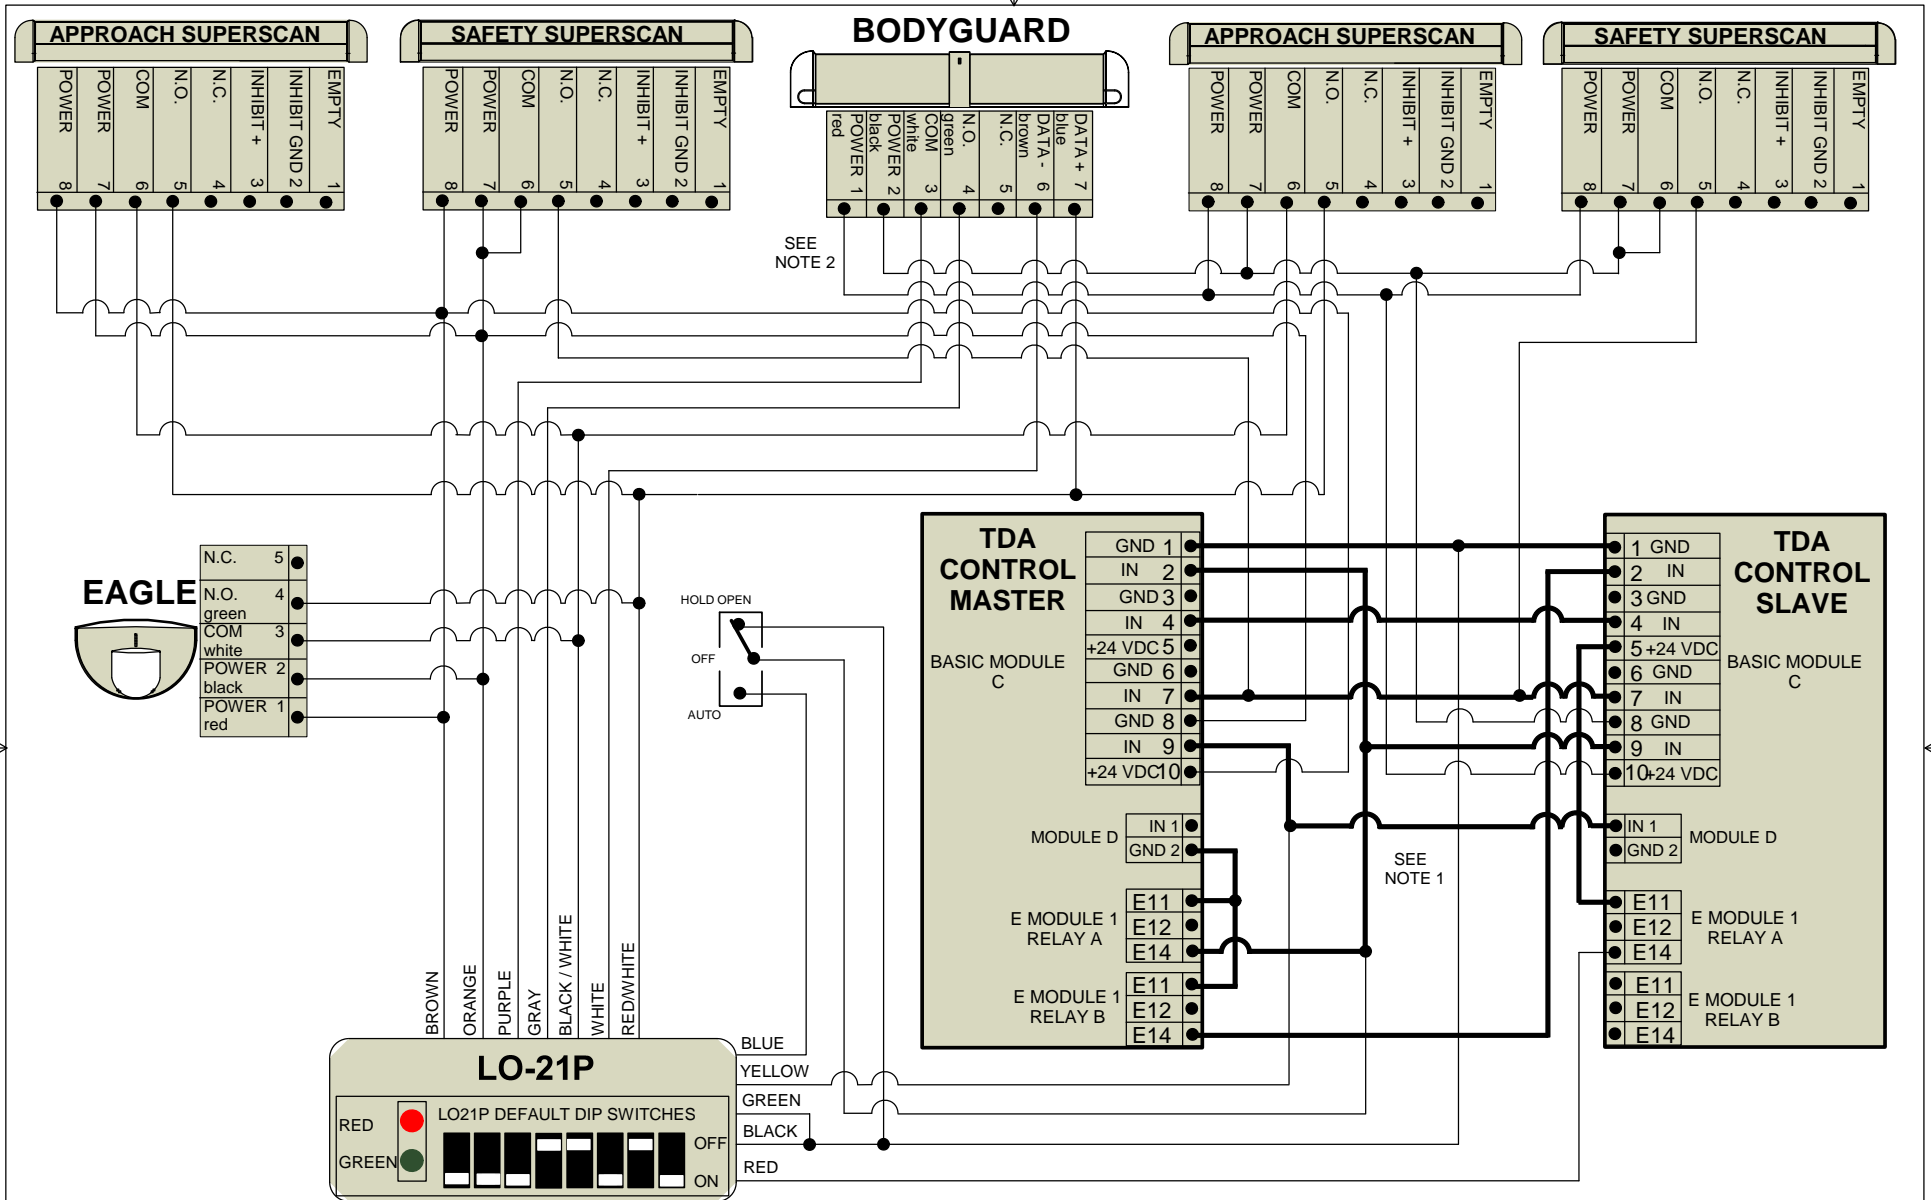 APPROACH SUPERSCAN
POWER 8
POWER 7
COM 6
N.O. 5
N.C. 4
INHIBIT + 3
INHIBIT GND 2
EMPTY 1
SAFETY SUPERSCAN
POWER 8
POWER 7
COM 6
N.O. 5
N.C. 4
INHIBIT + 3
INHIBIT GND 2
EMPTY 1
BODYGUARD
POWER 1
red
POWER 2
black
COM 3
white
N.O. 4
green
N.C. 5
DATA - 6
brown
DATA + 7
blue
APPROACH SUPERSCAN
POWER 8
POWER 7
COM 6
N.O. 5
N.C. 4
INHIBIT + 3
INHIBIT GND 2
EMPTY 1
SAFETY SUPERSCAN
POWER 8
POWER 7
COM 6
N.O. 5
N.C. 4
INHIBIT + 3
INHIBIT GND 2
EMPTY 1
SEE
NOTE 2
EAGLE
N.C. 5
N.O. 4
green
COM 3
white
POWER 2
black
POWER 1
red
HOLD OPEN
OFF
AUTO
TDA
CONTROL
MASTER
BASIC MODULE
C
GND 1
IN 2
GND 3
IN 4
+24 VDC 5
GND 6
IN 7
GND 8
IN 9
+24 VDC10
MODULE D
IN 1
GND 2
E MODULE 1
RELAY A
E11
E12
E14
E MODULE 1
RELAY B
E11
E12
E14
SEE
NOTE 1
TDA
CONTROL
SLAVE
BASIC MODULE
C
1 GND
2 IN
3 GND
4 IN
5 +24 VDC
6 GND
7 IN
8 GND
9 IN
10+24 VDC
IN 1
GND 2
MODULE D
E11
E12
E14
E MODULE 1
RELAY A
E11
E12
E14
E MODULE 1
RELAY B
BROWN
ORANGE
PURPLE
GRAY
BLACK / WHITE
WHITE
RED/WHITE
LO-21P
RED
GREEN
LO21P DEFAULT DIP SWITCHES
OFF
ON
BLUE
YELLOW
GREEN
BLACK
RED